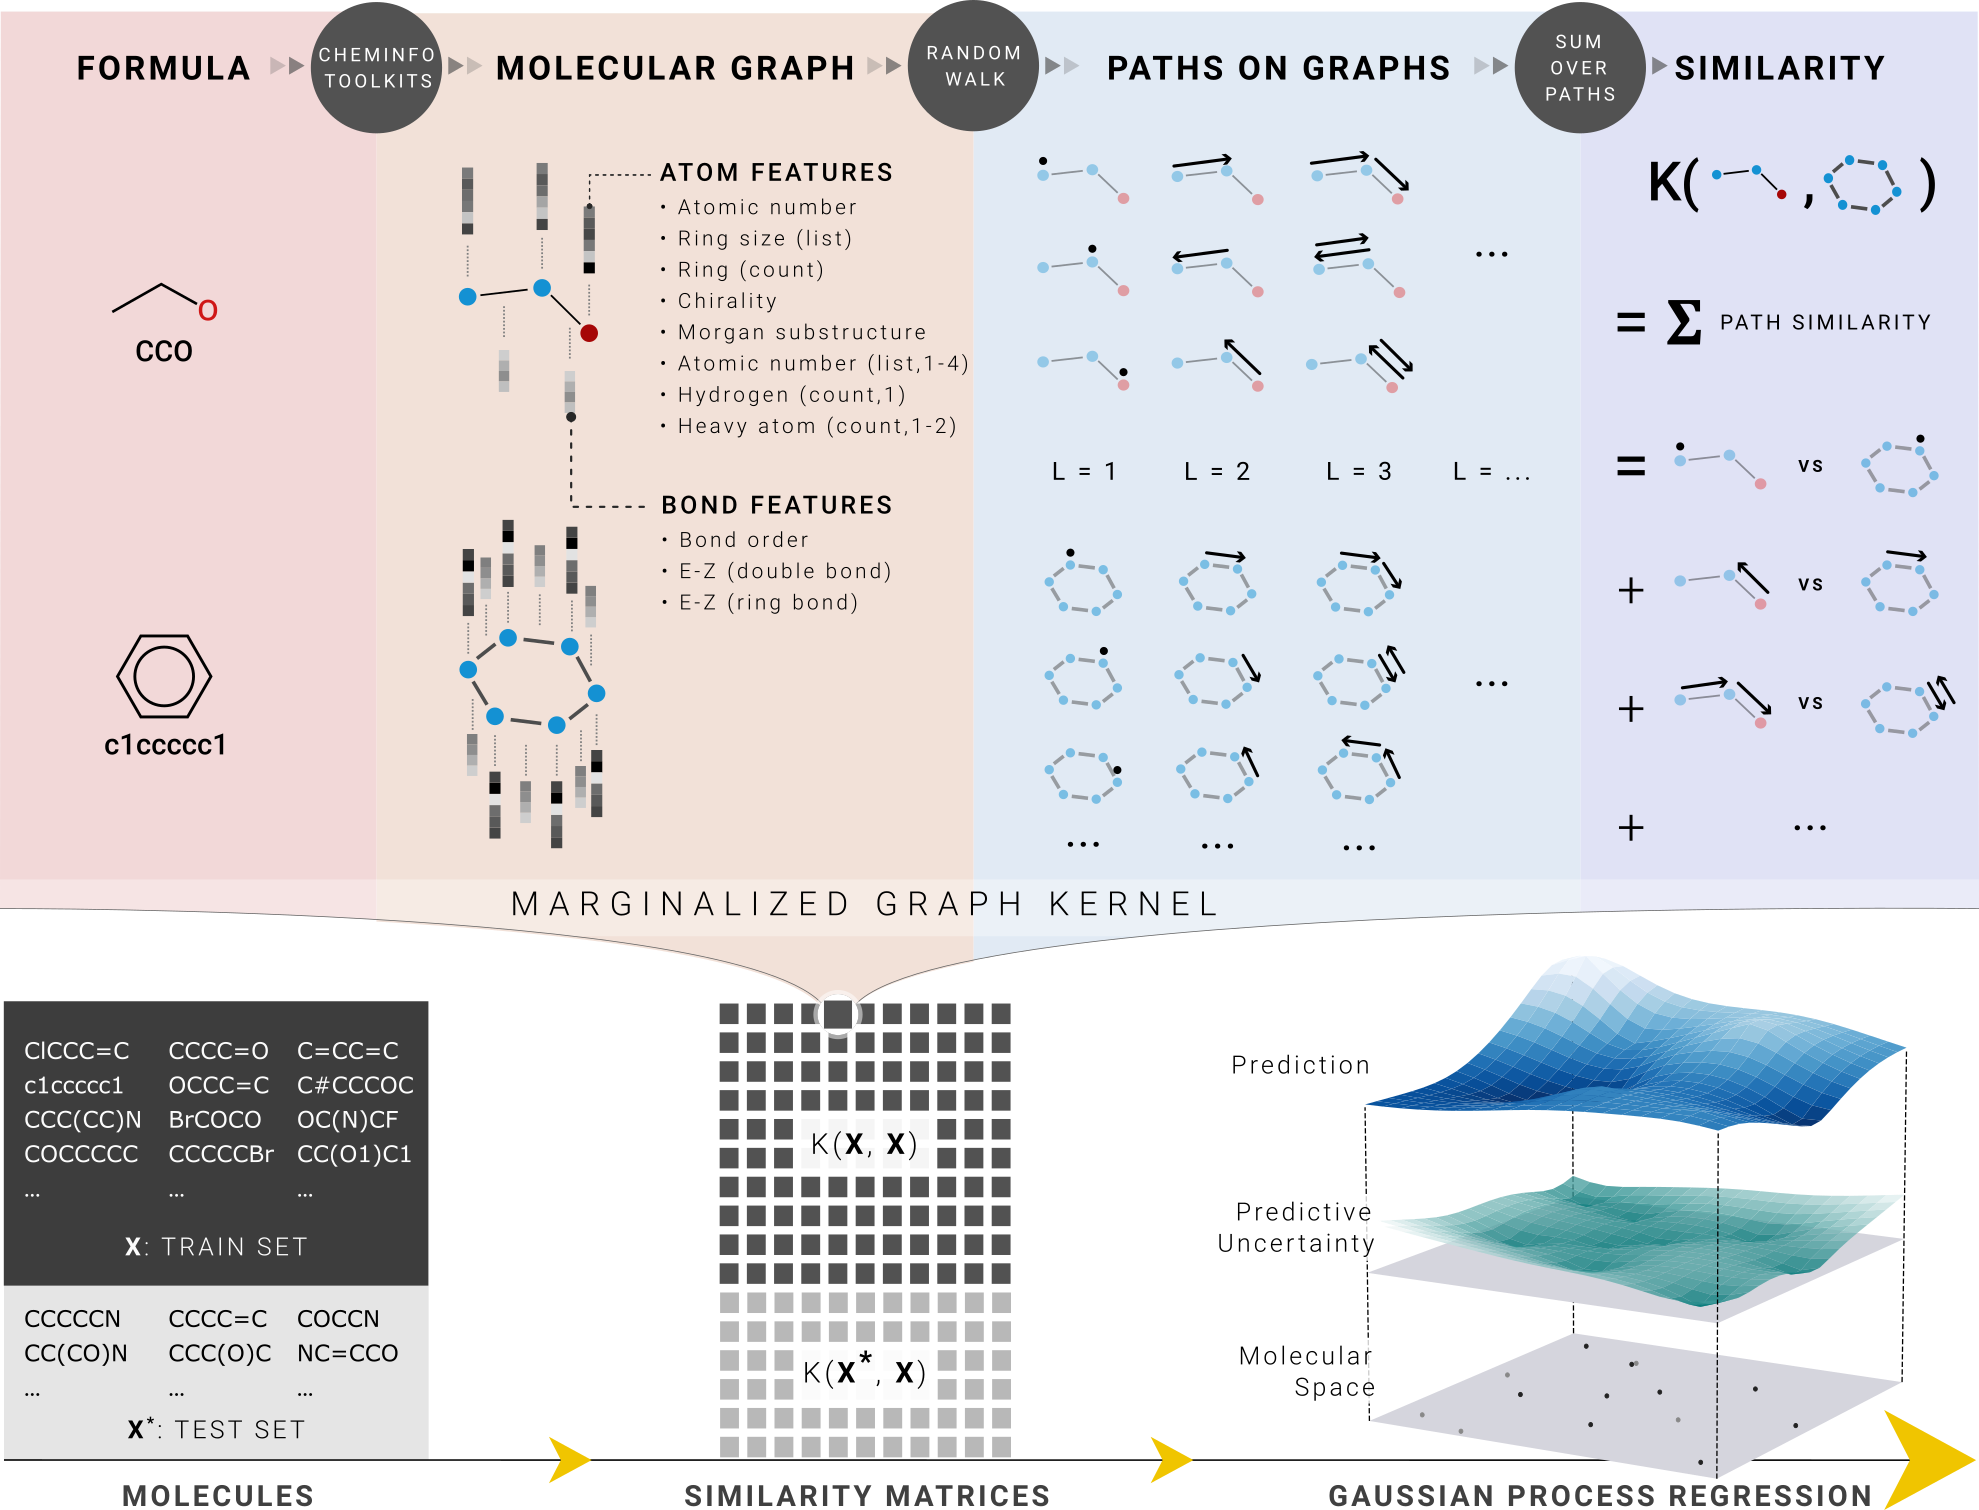 FORMULA
CHEMINFO
TOOLKITS
MOLECULAR GRAPH
RANDOM
WALK
PATHS ON GRAPHS
SUM
OVER
PATHS
SIMILARITY
O
CCO
c1ccccc1
ATOM FEATURES
• Atomic number
• Ring size (list)
• Ring (count)
• Chirality
• Morgan substructure
• Atomic number (list,1-4)
• Hydrogen (count,1)
• Heavy atom (count,1-2)
BOND FEATURES
• Bond order
• E-Z (double bond)
• E-Z (ring bond)
...
L = 1 L = 2 L = 3 L = ...
...
... ... ...
K( , )
= Σ PATH SIMILARITY
= vs
+ vs
+ vs
+ ...
MARGINALIZED GRAPH KERNEL
ClCCC=C CCCC=O C=CC=C
c1ccccc1 OCCC=C C#CCCOC
CCC(CC)N BrCOCO OC(N)CF
COCCCCC CCCCCBr CC(O1)C1
... ... ...
X: TRAIN SET
CCCCCN CCCC=C COCCN
CC(CO)N CCC(O)C NC=CCO
... ... ...
X*: TEST SET
K(X, X)
K(X*, X)
Prediction
Predictive
Uncertainty
Molecular
Space
MOLECULES
SIMILARITY MATRICES
GAUSSIAN PROCESS REGRESSION